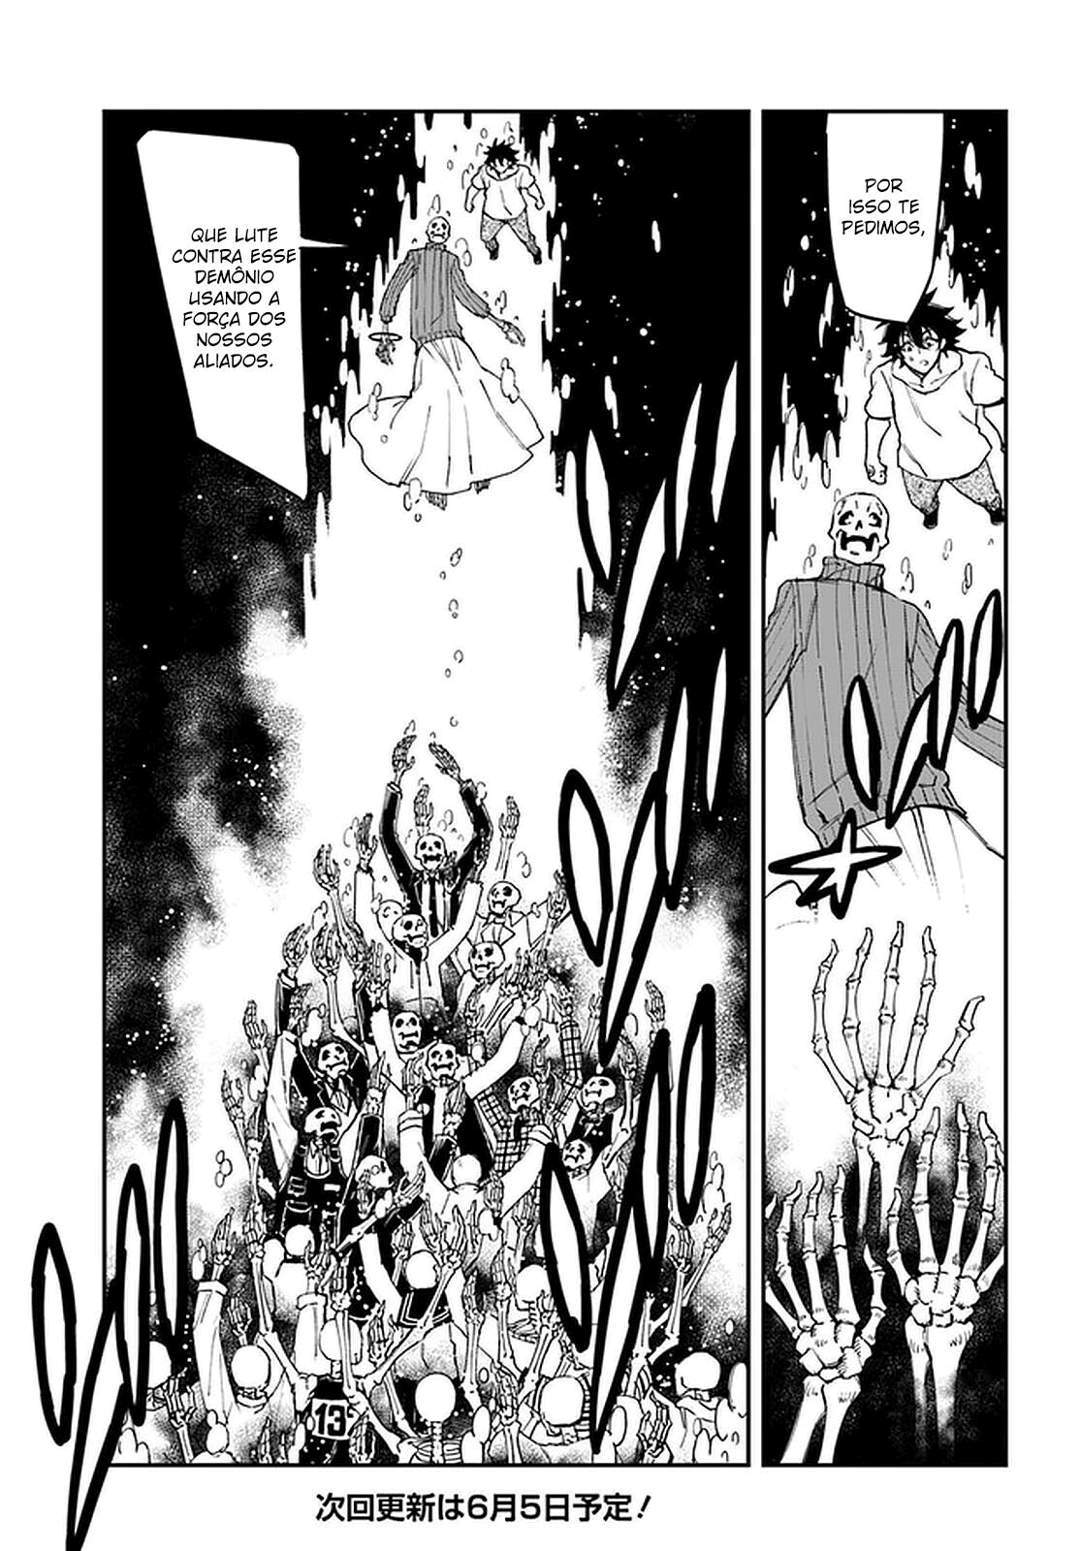 POR
ISSO TE
PEDIMOS,
QUE LUTE
CONTRA ESSE
DEMÔNIO
USANDO A
FORÇA DOS
NOSSOS
ALIADOS.
13
次回更新は6月5日予定!